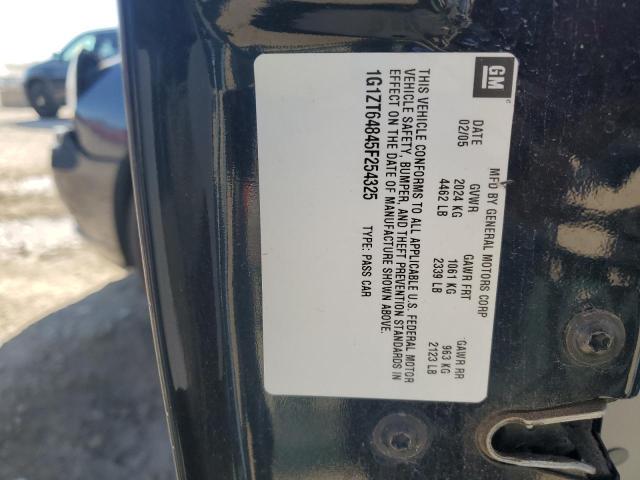 GM
MFD BY GENERAL MOTORS CORP
DATE GVWR GAWR FRT GAWR RR
02/05 2024 KG 1061 KG 963 KG
4462 LB 2339 LB 2123 LB
THIS VEHICLE CONFORMS TO ALL APPLICABLE U.S. FEDERAL MOTOR
VEHICLE SAFETY, BUMPER, AND THEFT PREVENTION STANDARDS IN
EFFECT ON THE DATE OF MANUFACTURE SHOWN ABOVE.
1G1ZT64845F254325 TYPE: PASS CAR